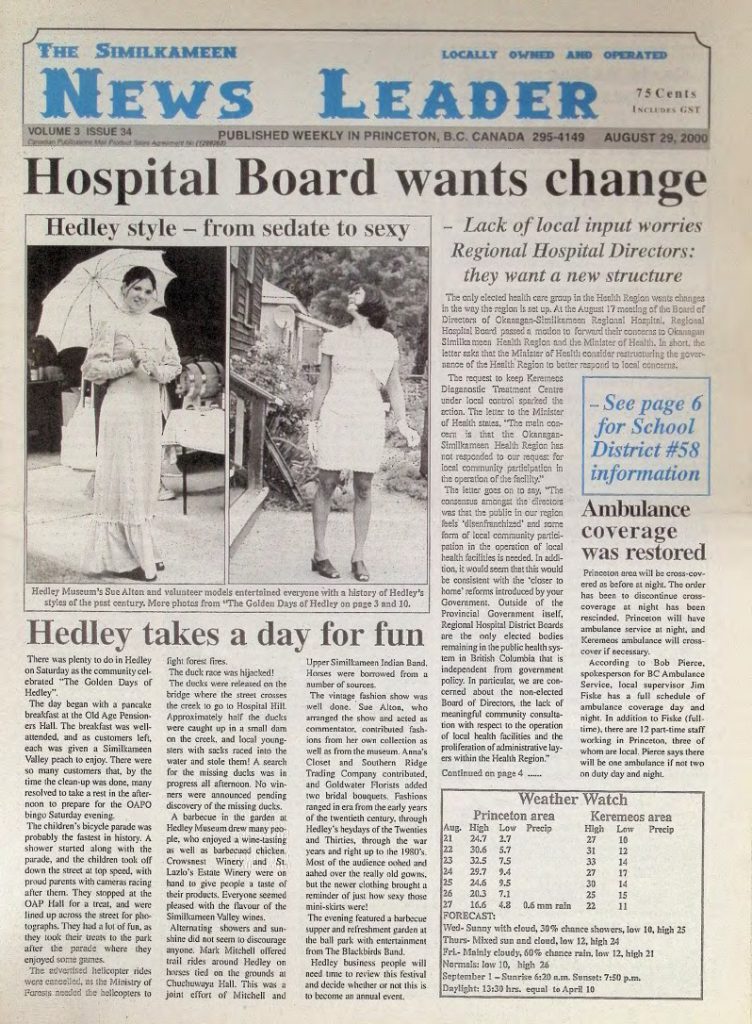 THE SIMILKAMEEN
LOCALLY OWNED AND OPERATED
NEWS LEADER
75 Cents
INCLUDES GST
VOLUME 3 ISSUE 34
PUBLISHED WEEKLY IN PRINCETON, B.C. CANADA 295-4149
AUGUST 29, 2000
Canadian Publications Mail Product Sales Agreement No
Hospital Board wants change
Hedley style – from sedate to sexy
Hedley Museum's Sue Alton and volunteer models entertained everyone with a history of Hedley's
styles of the past century. More photos from "The Golden Days of Hedley on page 3 and 10.
Hedley takes a day for fun
There was plenty to do in Hedley
on Saturday as the community cel-
ebrated "The Golden Days of
Hedley".
The day began with a pancake
breakfast at the Old Age Pension-
ers Hall. The breakfast was well-
attended, and as customers left,
each was given a Similkameen
Valley peach to enjoy. There were
so many customers that, by the
time the clean-up was done, many
resolved to take a rest in the after-
noon to prepare for the OAPO
bingo Saturday evening.
The children's bicycle parade was
probably the fastest in history. A
shower started along with the
parade, and the children took off
down the street at top speed, with
proud parents with cameras racing
after them. They stopped at the
OAP Hall for a treat, and were
lined up across the street for pho-
tographs. They had a lot of fun, as
they took their treats to the park
after the parade where they
enjoyed some games.
The advertised helicopter rides
were cancelled, as the Ministry of
Forests needed the helicopters to
fight forest fires.
The duck race was hijacked!
The ducks were released on the
bridge where the street crosses
the creek to go to Hospital Hill.
Approximately half the ducks
were caught up in a small dam
on the creek, and local young-
sters with sacks raced into the
water and stole them! A search
for the missing ducks was in
progress all afternoon. No win-
ners were announced pending
discovery of the missing ducks.
A barbecue in the garden at
Hedley Museum drew many peo-
ple, who enjoyed a wine-tasting
as well as barbecued chicken.
Crowsnest Winery and St.
Lazlo's Estate Winery were on
hand to give people a taste of
their products. Everyone seemed
pleased with the flavour of the
Similkameen Valley wines.
Alternating showers and sun-
shine did not seem to discourage
anyone. Mark Mitchell offered
trail rides around Hedley on
horses tied on the grounds at
Chuchuwaya Hall. This was a
joint effort of Mitchell and
Upper Similkameen Indian Band.
Horses were borrowed from a
number of sources.
The vintage fashion show was
well done. Sue Alton, who
arranged the show and acted as
commentator, contributed fash-
ions from her own collection as
well as from the museum. Anna's
Closet and Southern Ridge
Trading Company contributed,
and Goldwater Florists added
two bridal bouquets. Fashions
ranged in era from the early years
of the twentieth century, through
Hedley's heydays of the Twenties
and Thirties, through the war
years and right up to the 1980's.
Most of the audience oohed and
aahed over the really old gowns,
but the newer clothing brought a
reminder of just how sexy those
mini-skirts were!
The evening featured a barbecue
supper and refreshment garden at
the ball park with entertainment
from The Blackbirds Band.
Hedley business people will
need time to review this festival
and decide whether or not this is
to become an annual event.
– Lack of local input worries
Regional Hospital Directors:
they want a new structure
The only elected health care group in the Health Region wants changes
in the way the region is set up. At the August 17 meeting of the Board of
Directors of Okanagan-Similkameen Regional Hospital, Regional
Hospital Board passed a motion to forward their concerns to Okanagan
Similkameen Health Region and the Minister of Health. In short, the
letter asks that the Minister of Health consider restructuring the gover-
nance of the Health Region to better respond to local concerns.
The request to keep Keremeos
Diagnostic Treatment Centre
under local control sparked the
action. The letter to the Minister
of Health states, "The main con-
cern is that the Okanagan-
Similkameen Health Region has
not responded to our request for
local community participation in
the operation of the facility."
The letter goes on to say, "The
consensus amongst the directors
was that the public in our region
feels 'disenfranchized' and some
form of local community partici-
pation in the operation of local
health facilities is needed. In addi-
tion, it would seem that this would
be consistent with the 'closer to
home' reforms introduced by your
Government. Outside of the
Provincial Government itself,
Regional Hospital District Boards
are the only elected bodies
remaining in the public health sys-
tem in British Columbia that is
independent from government
policy. In particular, we are con-
cerned about the non-elected
Board of Directors, the lack of
meaningful community consulta-
tion with respect to the operation
of local health facilities and the
proliferation of administrative lay-
ers within the Health Region."
Continued on page 4 ......
– See page 6
for School
District #58
information
Ambulance
coverage
was restored
Princeton area will be cross-cov-
ered as before at night. The order
has been to discontinue cross-
coverage at night has been
rescinded. Princeton will have
ambulance service at night, and
Keremeos ambulance will cross-
cover if necessary.
According to Bob Pierce,
spokesperson for BC Ambulance
Service, local supervisor Jim
Fiske has a full schedule of
ambulance coverage day and
night. In addition to Fiske (full-
time), there are 12 part-time staff
working in Princeton, three of
whom are local. Pierce says there
will be one ambulance if not two
on duty day and night.
Weather Watch
Princeton area Keremeos area
Aug. High Low Precip High Low Precip
21 24.7 2.7 27 10
22 30.6 5.7 31 12
23 32.5 7.5 33 14
24 29.7 9.4 27 17
25 24.6 9.5 30 14
26 20.3 7.1 25 15
27 16.6 4.8 0.6 mm rain 22 11
FORECAST:
Wed- Sunny with cloud, 30% chance showers, low 10, high 25
Thurs- Mixed sun and cloud, low 12, high 24
Fri.- Mainly cloudy, 60% chance rain, low 12, high 21
Normals: low 10, high 26
September 1 – Sunrise 6:20 a.m. Sunset: 7:50 p.m.
Daylight: 13:30 hrs. equal to April 10